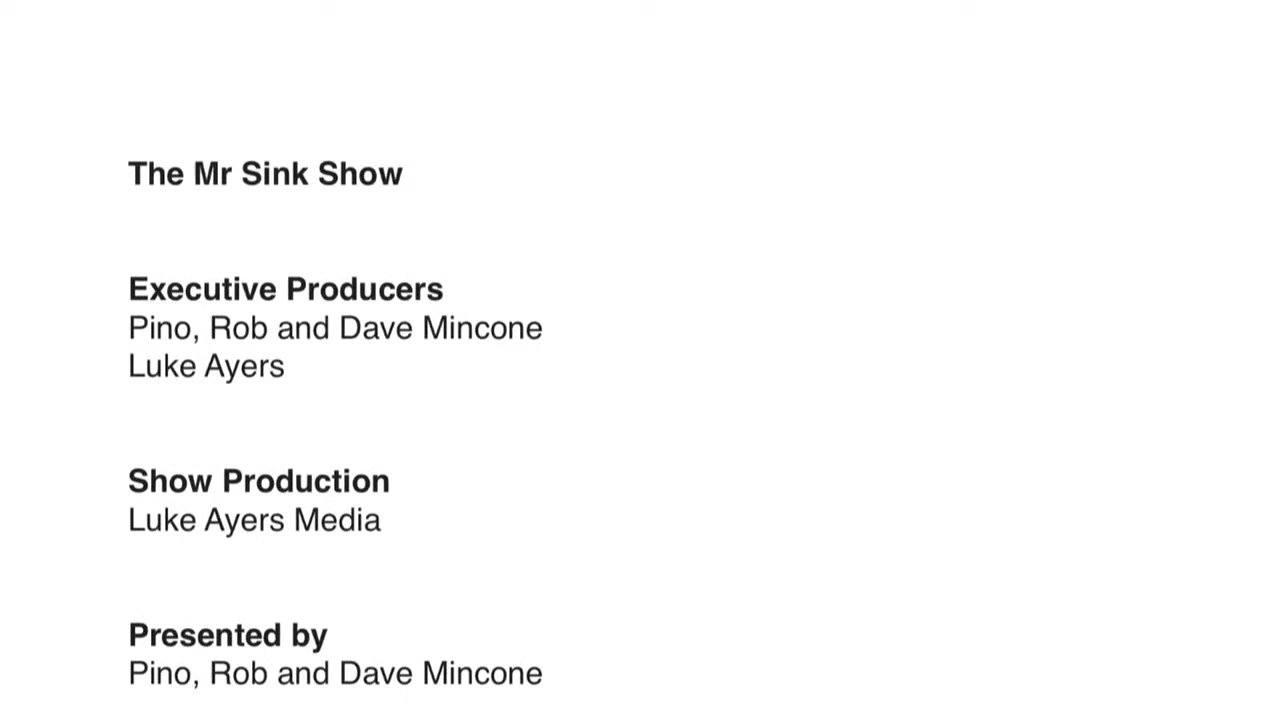 The Mr Sink Show
Executive Producers
Pino, Rob and Dave Mincone
Luke Ayers
Show Production
Luke Ayers Media
Presented by
Pino, Rob and Dave Mincone